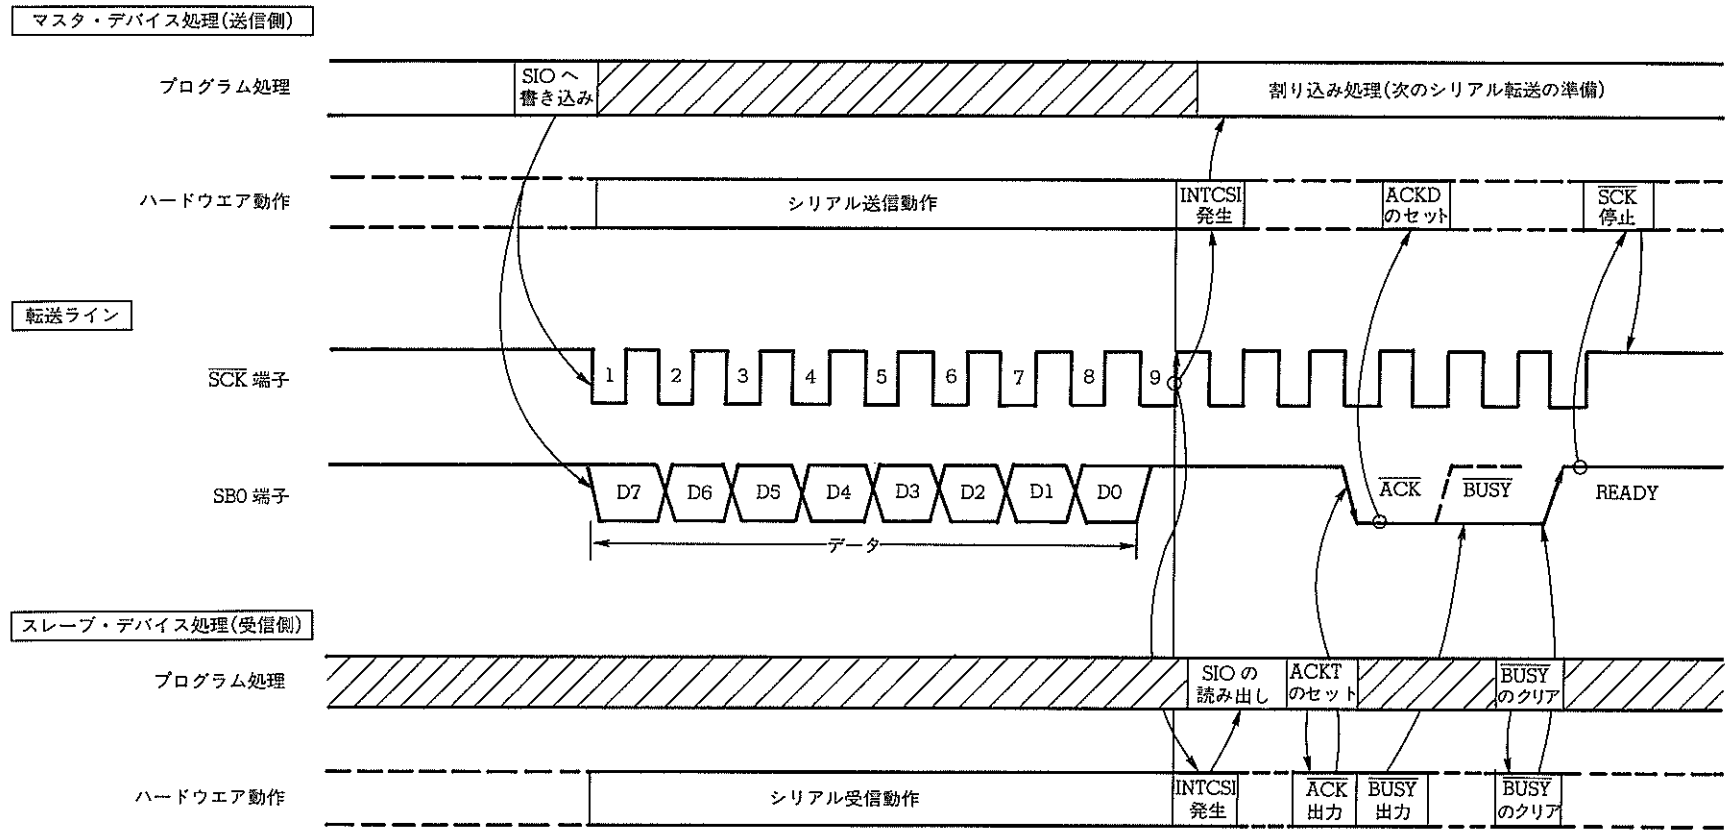 マスタ・デバイス処理(送信側)
プログラム処理
SIO へ
書き込み
割り込み処理(次のシリアル転送の準備)
ハードウエア動作
シリアル送信動作
INTCSI
発生
ACKD
のセット
SCK
停止
転送ライン
SCK 端子
1 2 3 4 5 6 7 8 9
SB0 端子
D7 D6 D5 D4 D3 D2 D1 D0
ACK
BUSY
READY
データ
スレーブ・デバイス処理(受信側)
プログラム処理
SIO の
読み出し
ACKT
のセット
BUSY
のクリア
ハードウエア動作
シリアル受信動作
INTCSI
発生
ACK
出力
BUSY
出力
BUSY
のクリア